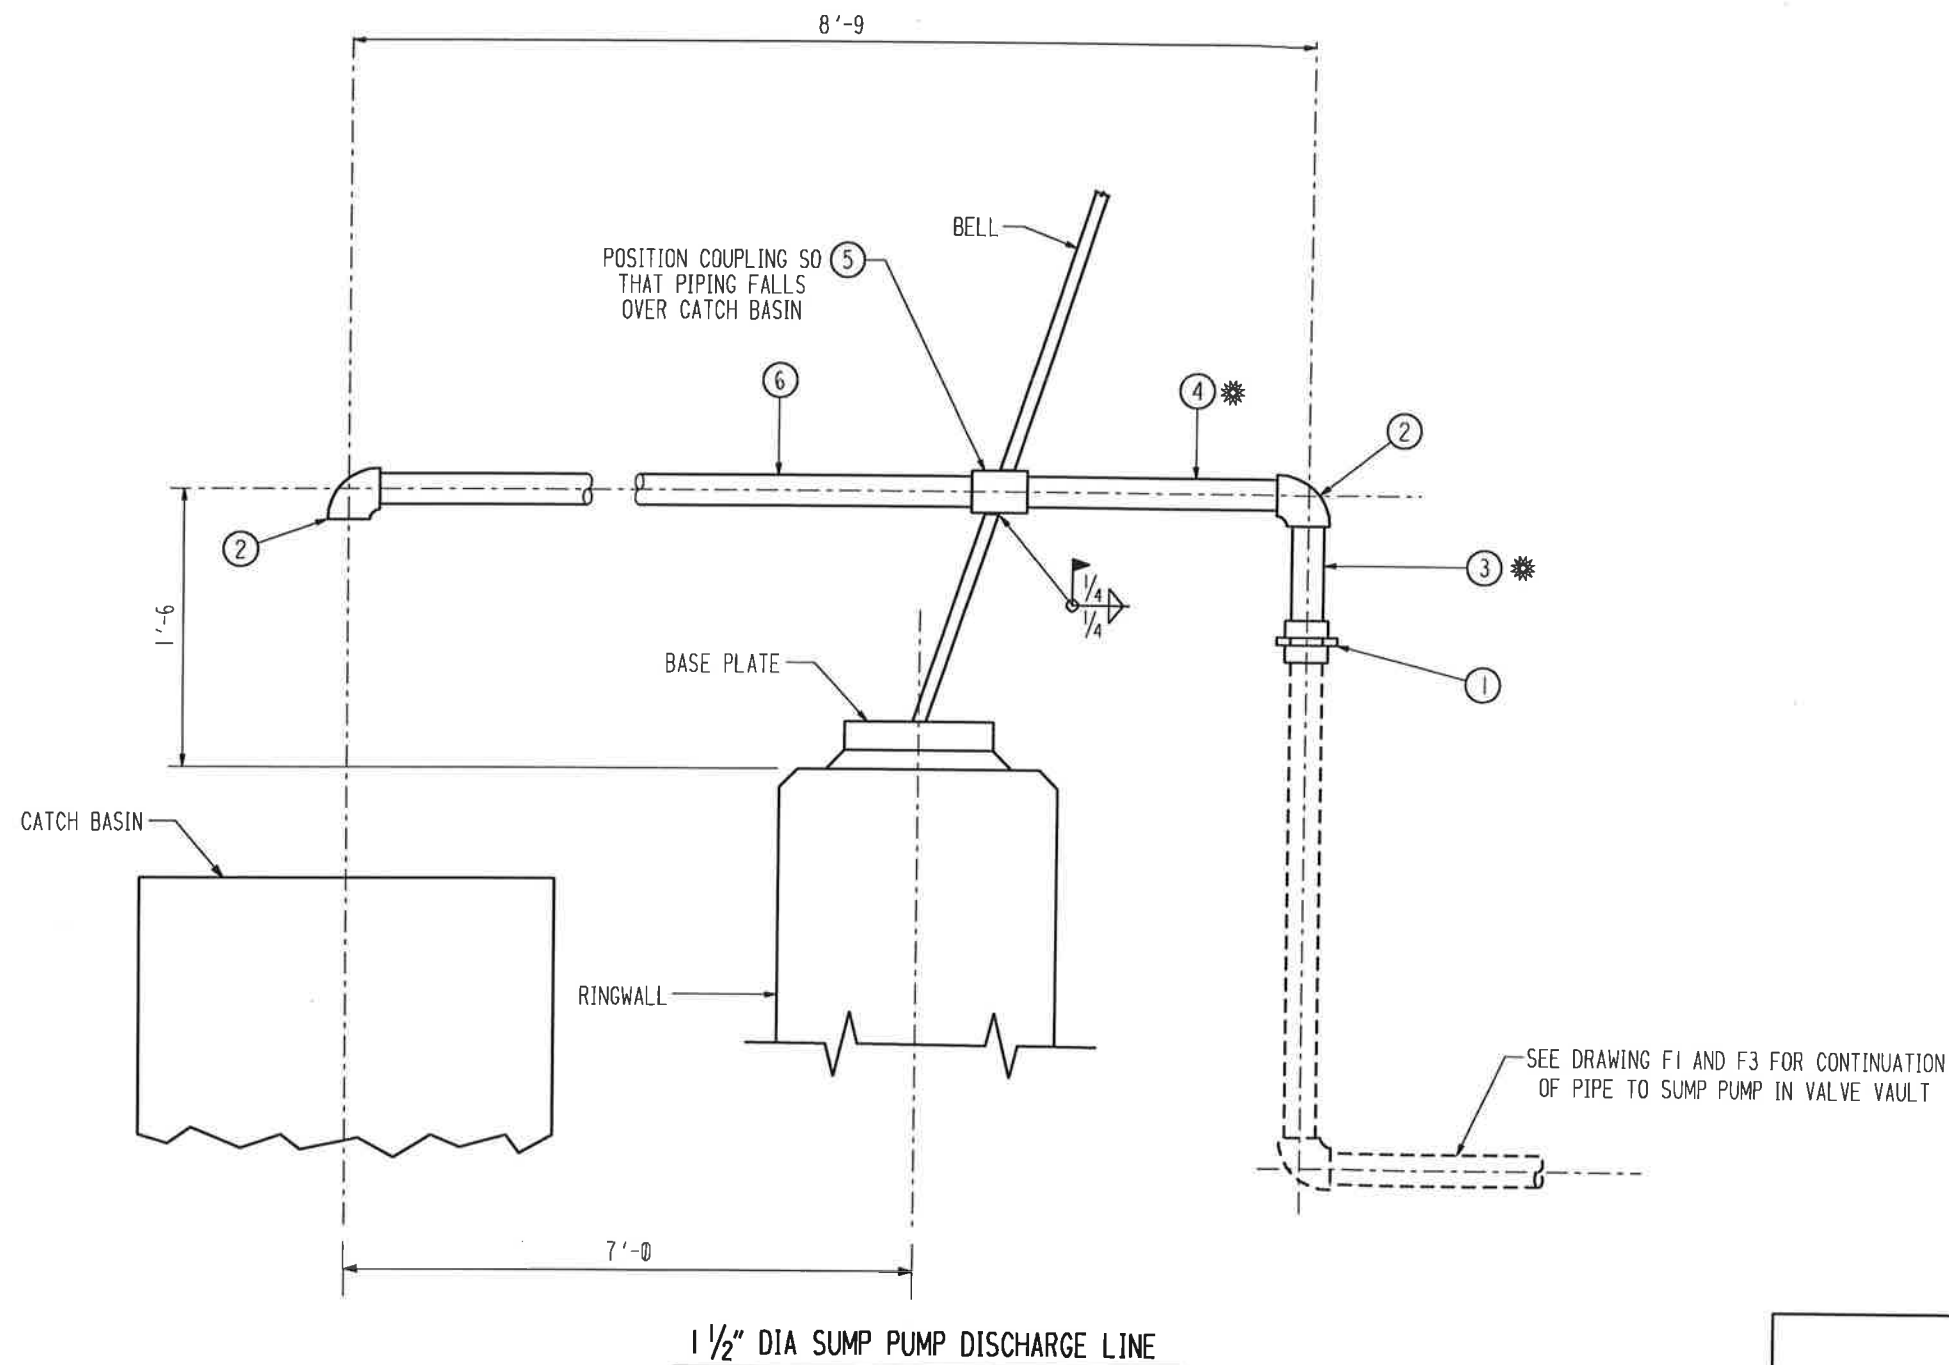 8'-9
BELL
POSITION COUPLING SO 5
THAT PIPING FALLS
OVER CATCH BASIN
6
4
2
2
3
1'-6
1/4
1/4
BASE PLATE
1
CATCH BASIN
RINGWALL
SEE DRAWING F1 AND F3 FOR CONTINUATION
OF PIPE TO SUMP PUMP IN VALVE VAULT
7'-0
1 1/2" DIA SUMP PUMP DISCHARGE LINE